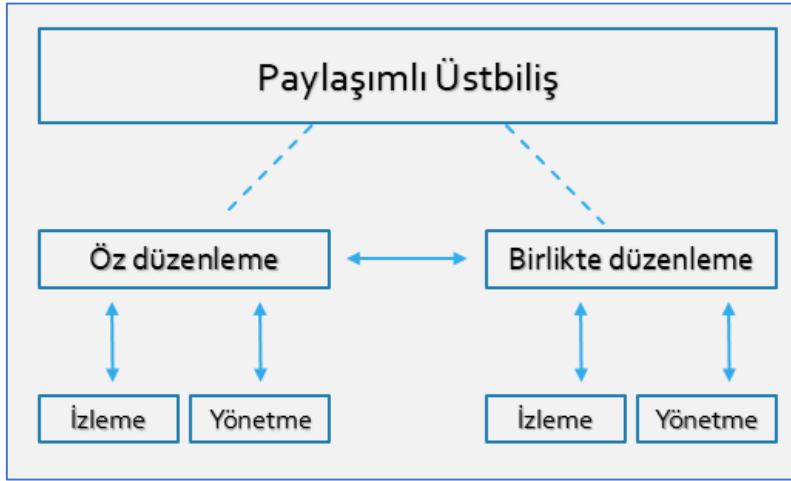 Paylaşımlı Üstbiliş
Öz düzenleme
Birlikte düzenleme
İzleme
Yönetme
İzleme
Yönetme